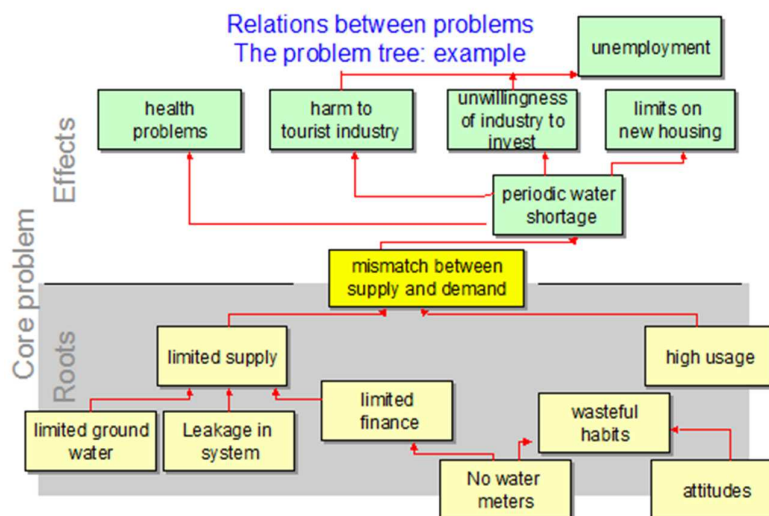 Relations between problems
The problem tree: example
unemployment
health
problems
harm to
tourist industry
unwillingness
of industry to
invest
limits on
new housing
periodic water
shortage
Effects
Core problem
mismatch between
supply and demand
Roots
limited supply
high usage
limited ground
water
Leakage in
system
limited
finance
wasteful
habits
No water
meters
attitudes